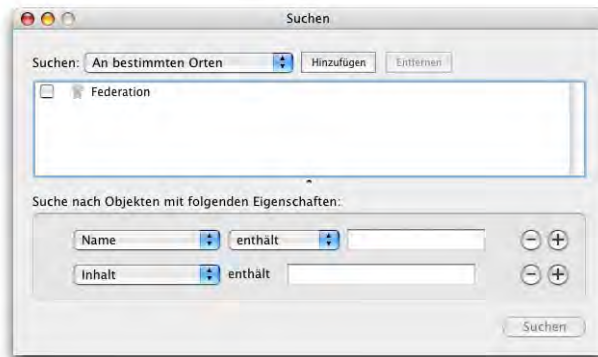 Suchen
Suchen: An bestimmten Orten Hinzufügen Entfernen
Federation
Suche nach Objekten mit folgenden Eigenschaften:
Name enthält
Inhalt enthält
Suchen